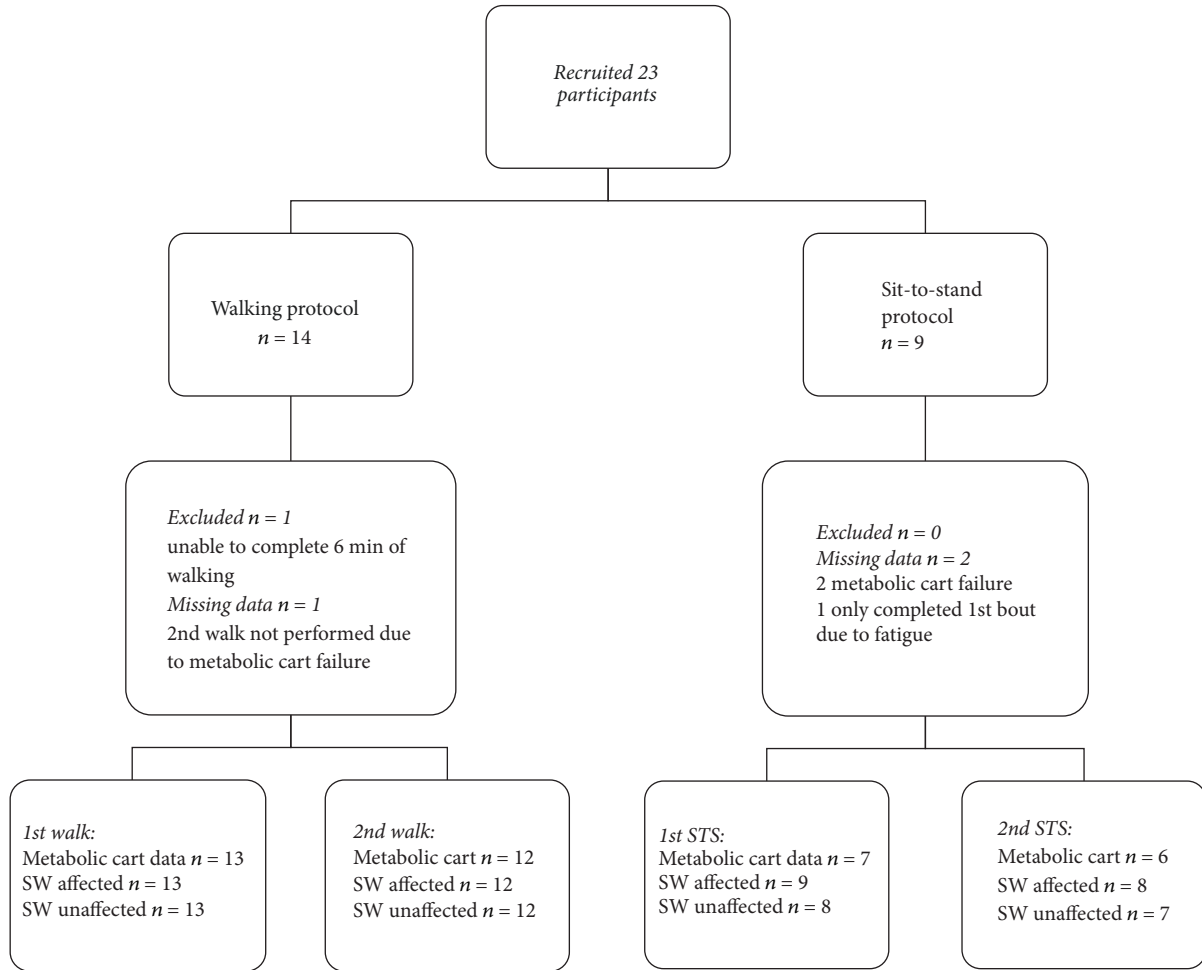 Recruited 23
participants
Walking protocol
n = 14
Sit-to-stand
protocol
n = 9
Excluded n = 1
unable to complete 6 min of
walking
Missing data n = 1
2nd walk not performed due
to metabolic cart failure
Excluded n = 0
Missing data n = 2
2 metabolic cart failure
1 only completed 1st bout
due to fatigue
1st walk:
Metabolic cart data n = 13
SW affected n = 13
SW unaffected n = 13
2nd walk:
Metabolic cart n = 12
SW affected n = 12
SW unaffected n = 12
1st STS:
Metabolic cart data n = 7
SW affected n = 9
SW unaffected n = 8
2nd STS:
Metabolic cart n = 6
SW affected n = 8
SW unaffected n = 7